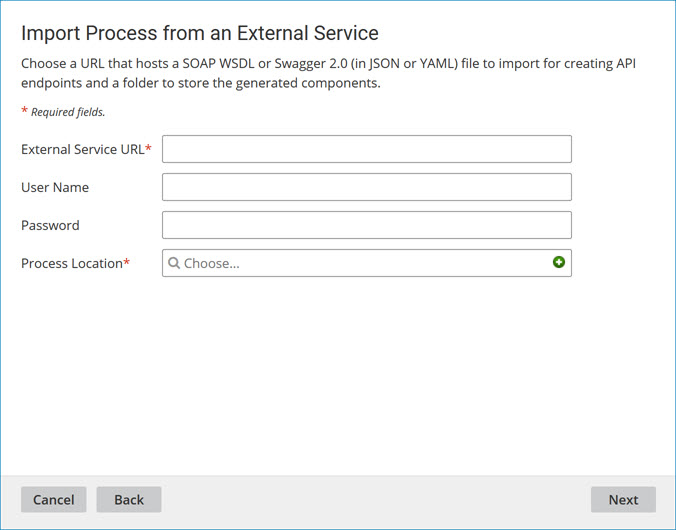 Import Process from an External Service
Choose a URL that hosts a SOAP WSDL or Swagger 2.0 (in JSON or YAML) file to import for creating API
endpoints and a folder to store the generated components.
* Required fields.
External Service URL*
User Name
Password
Process Location*
Choose...
Cancel
Back
Next